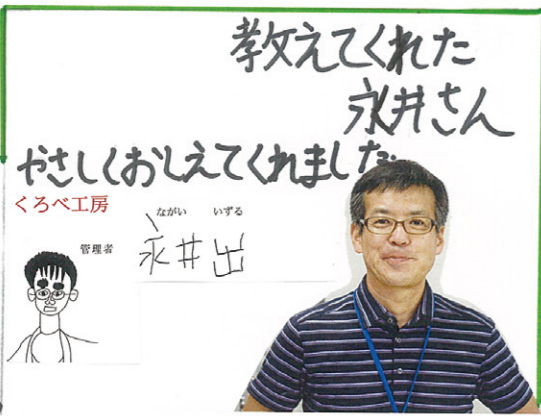 教えてくれた
永井さん
やさしくおしえてくれました
くろべ工房
ながい いずる
管理者
永井出